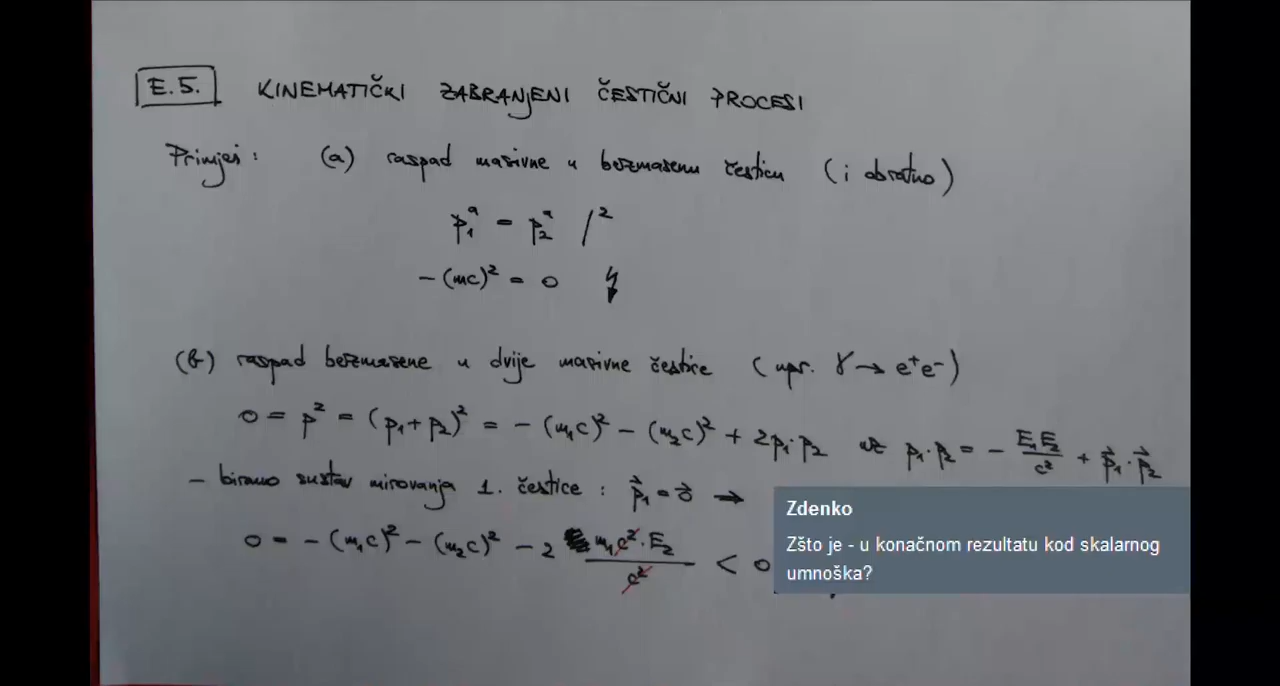 E.5. KINEMATIČKI ZABRANJENI ČESTIČNI PROCESI
Primjeri: (a) raspad masivne u bezmasenu česticu (i obratno)
p₁ᵃ = p₂ᵃ /²
-(mc)² = 0 ↯
(b) raspad bezmasene u dvije masivne čestice (npr. γ → e⁺e⁻)
0 = p² = (p₁+p₂)² = -(m₁c)² - (m₂c)² + 2p₁·p₂ uz p₁·p₂ = - E₁E₂/c² + p⃗₁·p⃗₂
- biramo sustav mirovanja 1. čestice : p⃗₁ = 0⃗ →
0 = -(m₁c)² - (m₂c)² - 2 m₁c²·E₂/c² < 0
Zdenko
Zšto je - u konačnom rezultatu kod skalarnog
umnoška?